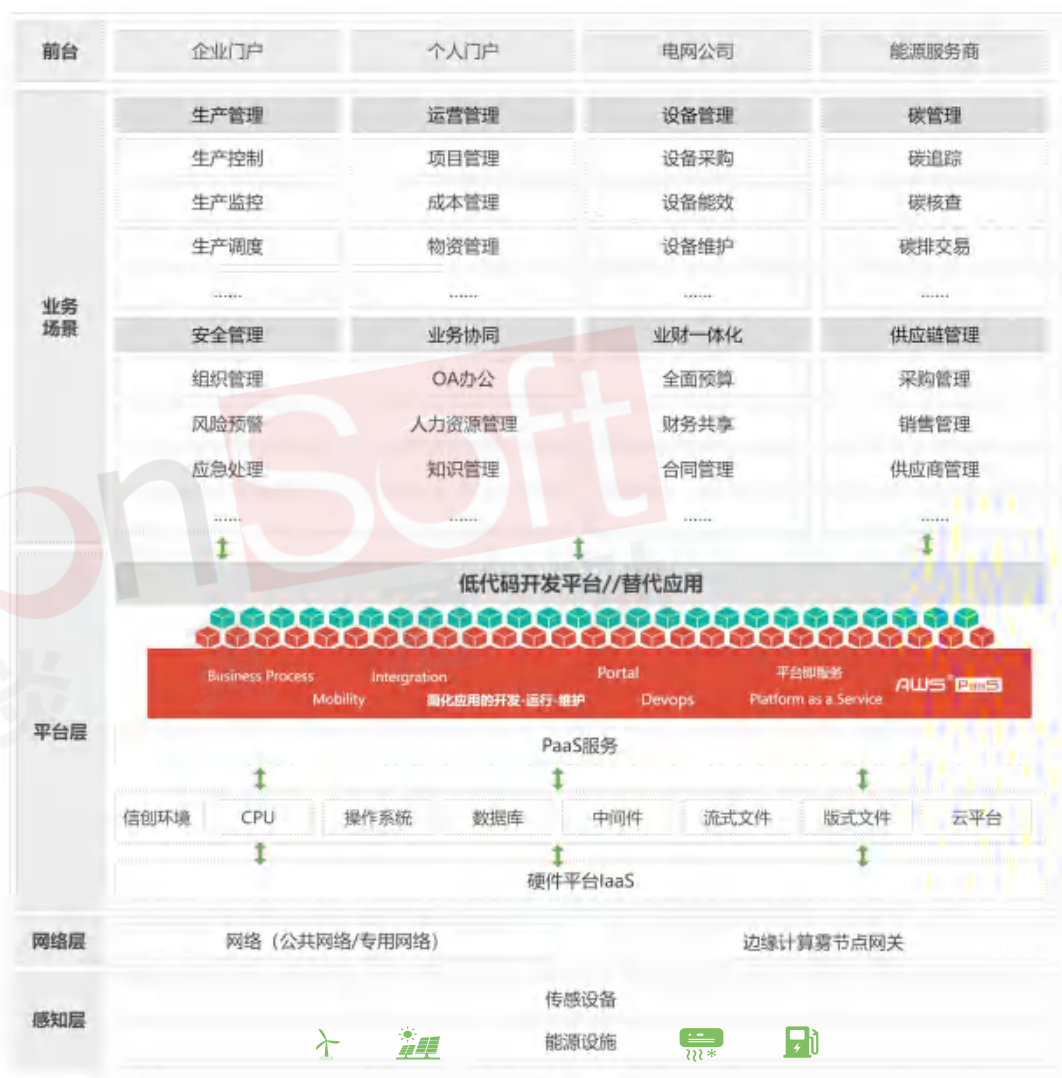 前台
企业门户
个人门户
电网公司
能源服务商
业务
场景
生产管理
运营管理
设备管理
碳管理
生产控制
项目管理
设备采购
碳追踪
生产监控
成本管理
设备能效
碳核查
生产调度
物资管理
设备维护
碳排交易
......
......
......
......
安全管理
业务协同
业财一体化
供应链管理
组织管理
OA办公
全面预算
采购管理
风险预警
人力资源管理
财务共享
销售管理
应急处理
知识管理
合同管理
供应商管理
......
......
......
......
onSoft
谈
平台层
低代码开发平台//替代应用
Business Process
Intergration
Portal
平台即服务
AWS® PaaS
Mobility
简化应用的开发-运行-维护
Devops
Platform as a Service
PaaS服务
信创环境
CPU
操作系统
数据库
中间件
流式文件
版式文件
云平台
硬件平台IaaS
网络层
网络（公共网络/专用网络）
边缘计算雾节点网关
感知层
传感设备
能源设施